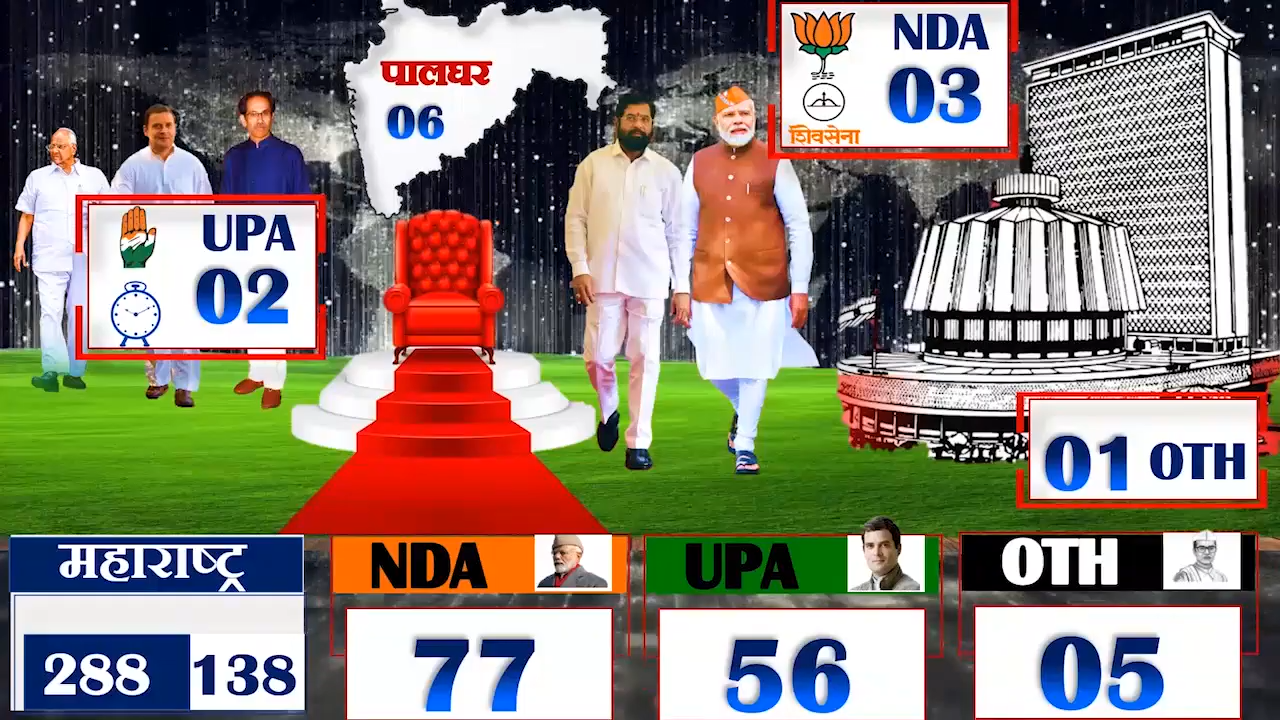 पालघर
06
NDA
03
शिवसेना
UPA
02
01 OTH
महाराष्ट्र
288 138
NDA
77
UPA
56
OTH
05